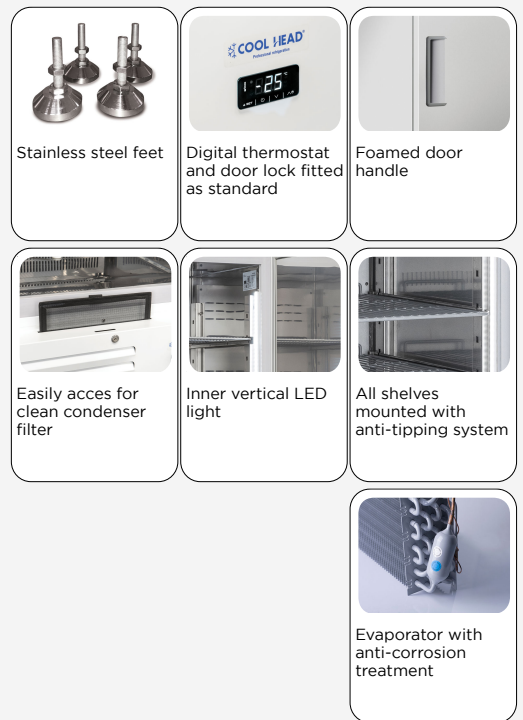 COOL HEAD®
Professional refrigeration
-25°
Stainless steel feet
Digital thermostat
and door lock fitted
as standard
Foamed door
handle
Easily acces for
clean condenser
filter
Inner vertical LED
light
All shelves
mounted with
anti-tipping system
Evaporator with
anti-corrosion
treatment